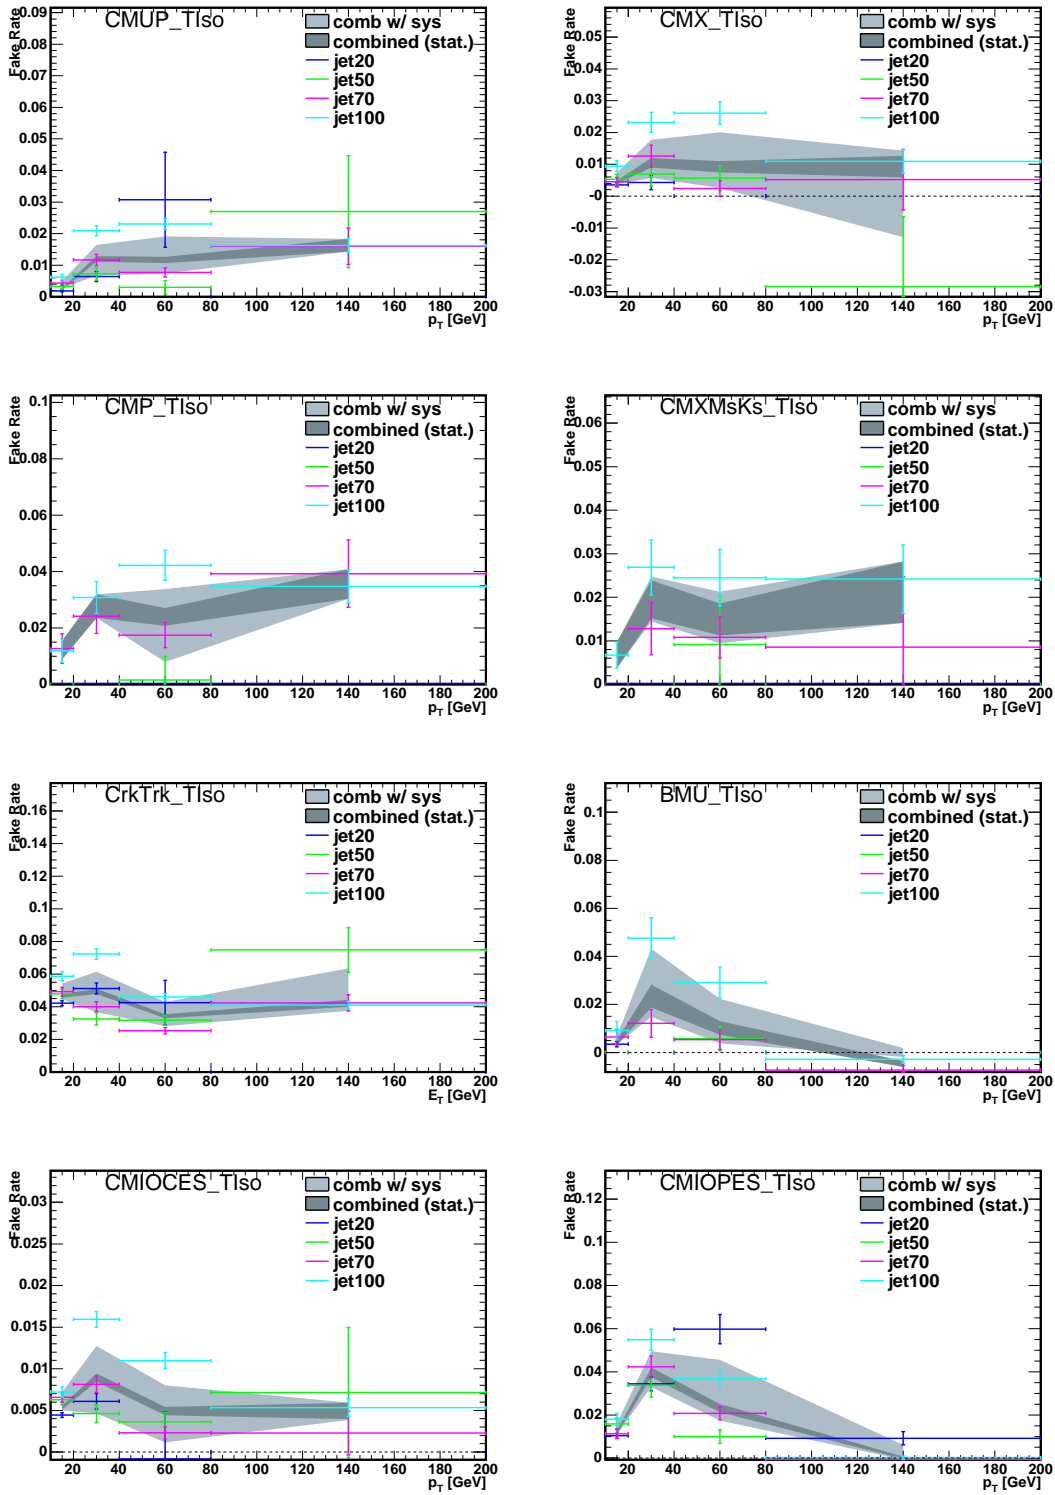 CMUP_TIso
Fake Rate
comb w/ sys
combined (stat.)
jet20
jet50
jet70
jet100
0.09
0.08
0.07
0.06
0.05
0.04
0.03
0.02
0.01
0
20 40 60 80 100 120 140 160 180 200
p_T [GeV]
CMX_TIso
Fake Rate
comb w/ sys
combined (stat.)
jet20
jet50
jet70
jet100
0.05
0.04
0.03
0.02
0.01
-0
-0.01
-0.02
-0.03
20 40 60 80 100 120 140 160 180 200
p_T [GeV]
CMP_TIso
Fake Rate
comb w/ sys
combined (stat.)
jet20
jet50
jet70
jet100
0.1
0.08
0.06
0.04
0.02
0
20 40 60 80 100 120 140 160 180 200
p_T [GeV]
CMXMsKs_TIso
Fake Rate
comb w/ sys
combined (stat.)
jet20
jet50
jet70
jet100
0.06
0.05
0.04
0.03
0.02
0.01
0
20 40 60 80 100 120 140 160 180 200
p_T [GeV]
CrkTrk_TIso
Fake Rate
comb w/ sys
combined (stat.)
jet20
jet50
jet70
jet100
0.16
0.14
0.12
0.1
0.08
0.06
0.04
0.02
0
20 40 60 80 100 120 140 160 180 200
E_T [GeV]
BMU_TIso
Fake Rate
comb w/ sys
combined (stat.)
jet20
jet50
jet70
jet100
0.1
0.08
0.06
0.04
0.02
0
20 40 60 80 100 120 140 160 180 200
p_T [GeV]
CMIOCES_TIso
Fake Rate
comb w/ sys
combined (stat.)
jet20
jet50
jet70
jet100
0.03
0.025
0.02
0.015
0.01
0.005
0
20 40 60 80 100 120 140 160 180 200
p_T [GeV]
CMIOPES_TIso
Fake Rate
comb w/ sys
combined (stat.)
jet20
jet50
jet70
jet100
0.12
0.1
0.08
0.06
0.04
0.02
0
20 40 60 80 100 120 140 160 180 200
p_T [GeV]